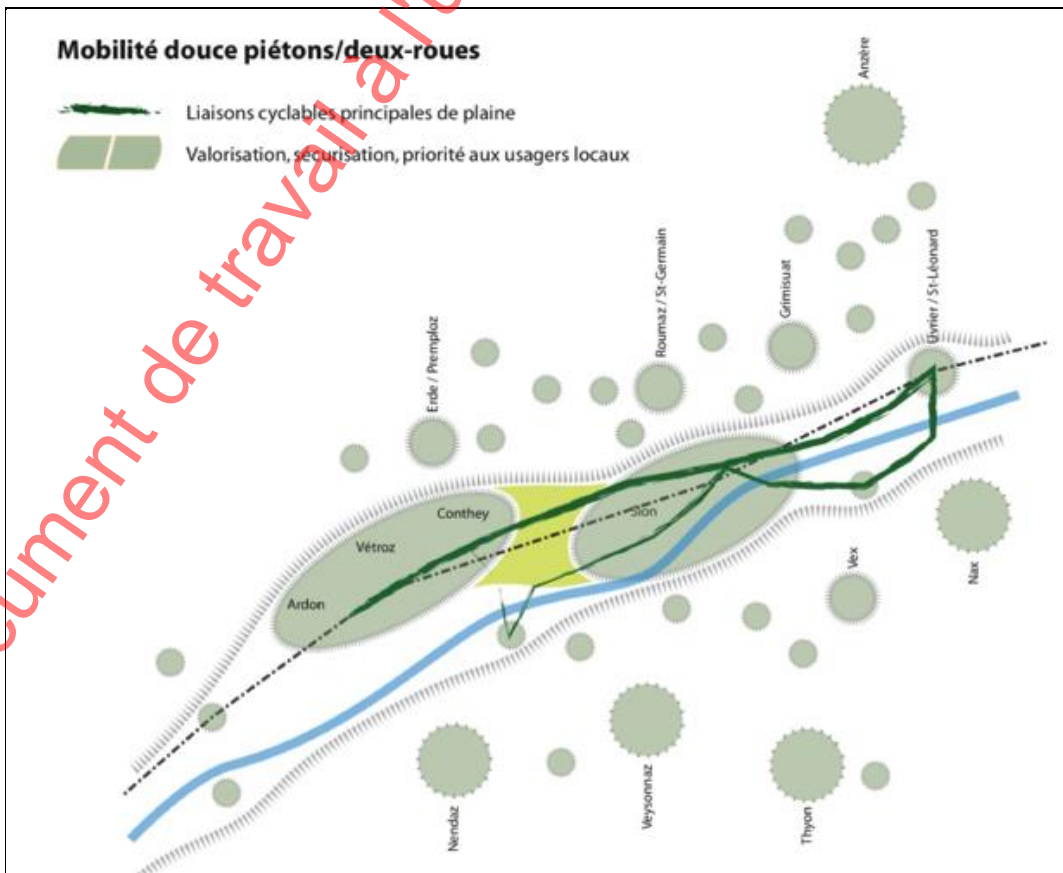 Mobilité douce piétons/deux-roues
Liaisons cyclables principales de plaine
Valorisation, sécurisation, priorité aux usagers locaux
Anzère
Uvrier / St-Léonard
Grimisuat
Roumaz / St-Germain
Erde / Premploz
Conthey
Sion
Vétroz
Ardon
Vex
Nax
Nendaz
Veysonnaz
Thyon
cument de travail à l'u